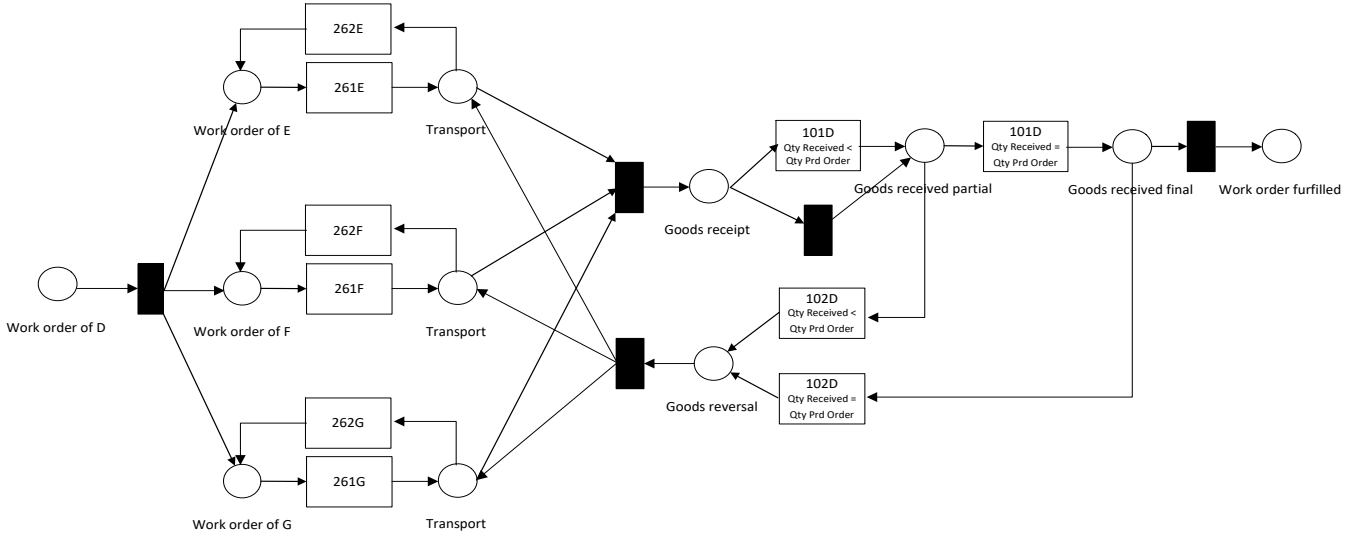 262E
261E
Work order of E
Transport
101D
Qty Received <
Qty Prd Order
101D
Qty Received =
Qty Prd Order
Goods received partial
Goods received final
Work order furfilled
Goods receipt
262F
261F
Work order of D
Work order of F
Transport
102D
Qty Received <
Qty Prd Order
102D
Qty Received =
Qty Prd Order
Goods reversal
262G
261G
Work order of G
Transport